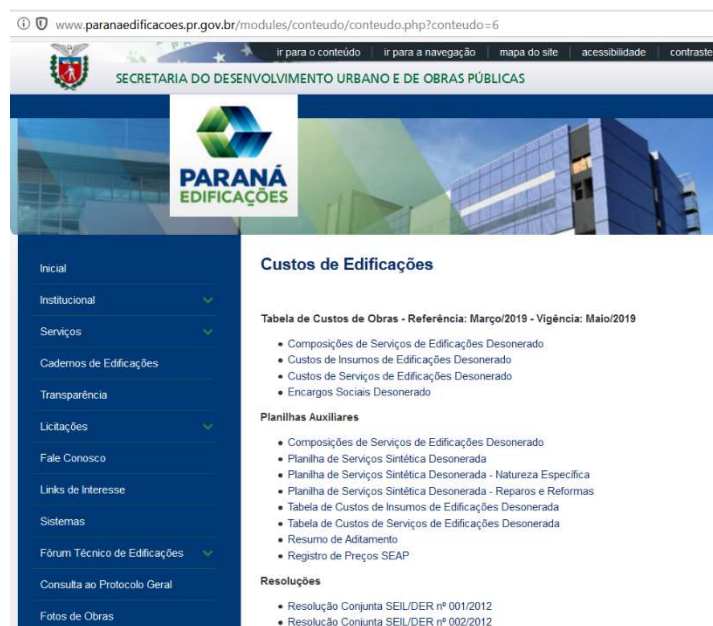 www.paranaedificacoes.pr.gov.br/modules/conteudo/conteudo.php?conteudo=6
ir para o conteúdo | ir para a navegação | mapa do site | acessibilidade | contraste
SECRETARIA DO DESENVOLVIMENTO URBANO E DE OBRAS PÚBLICAS
PARANÁ
EDIFICAÇÕES
Inicial
Institucional
Serviços
Cadernos de Edificações
Transparência
Licitações
Fale Conosco
Links de Interesse
Sistemas
Fórum Técnico de Edificações
Consulta ao Protocolo Geral
Fotos de Obras
Custos de Edificações
Tabela de Custos de Obras - Referência: Março/2019 - Vigência: Maio/2019
• Composições de Serviços de Edificações Desonerado
• Custos de Insumos de Edificações Desonerado
• Custos de Serviços de Edificações Desonerado
• Encargos Sociais Desonerado
Planilhas Auxiliares
• Composições de Serviços de Edificações Desonerado
• Planilha de Serviços Sintética Desonerada
• Planilha de Serviços Sintética Desonerada - Natureza Específica
• Planilha de Serviços Sintética Desonerada - Reparos e Reformas
• Tabela de Custos de Insumos de Edificações Desonerada
• Tabela de Custos de Serviços de Edificações Desonerada
• Resumo de Aditamento
• Registro de Preços SEAP
Resoluções
• Resolução Conjunta SEIL/DER nº 001/2012
• Resolução Conjunta SEIL/DER nº 002/2012